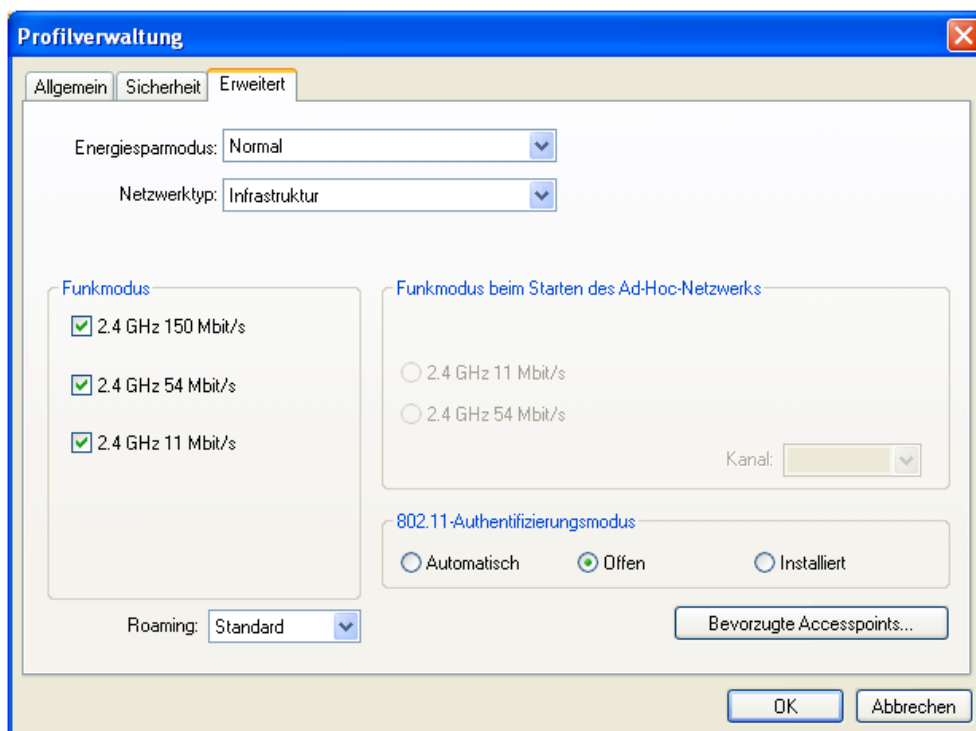 Profilverwaltung
Allgemein Sicherheit Erweitert
Energiesparmodus: Normal
Netzwerktyp: Infrastruktur
Funkmodus
2.4 GHz 150 Mbit/s
2.4 GHz 54 Mbit/s
2.4 GHz 11 Mbit/s
Funkmodus beim Starten des Ad-Hoc-Netzwerks
2.4 GHz 11 Mbit/s
2.4 GHz 54 Mbit/s
Kanal:
802.11-Authentifizierungsmodus
Automatisch Offen Installiert
Roaming: Standard
Bevorzugte Accesspoints...
OK Abbrechen